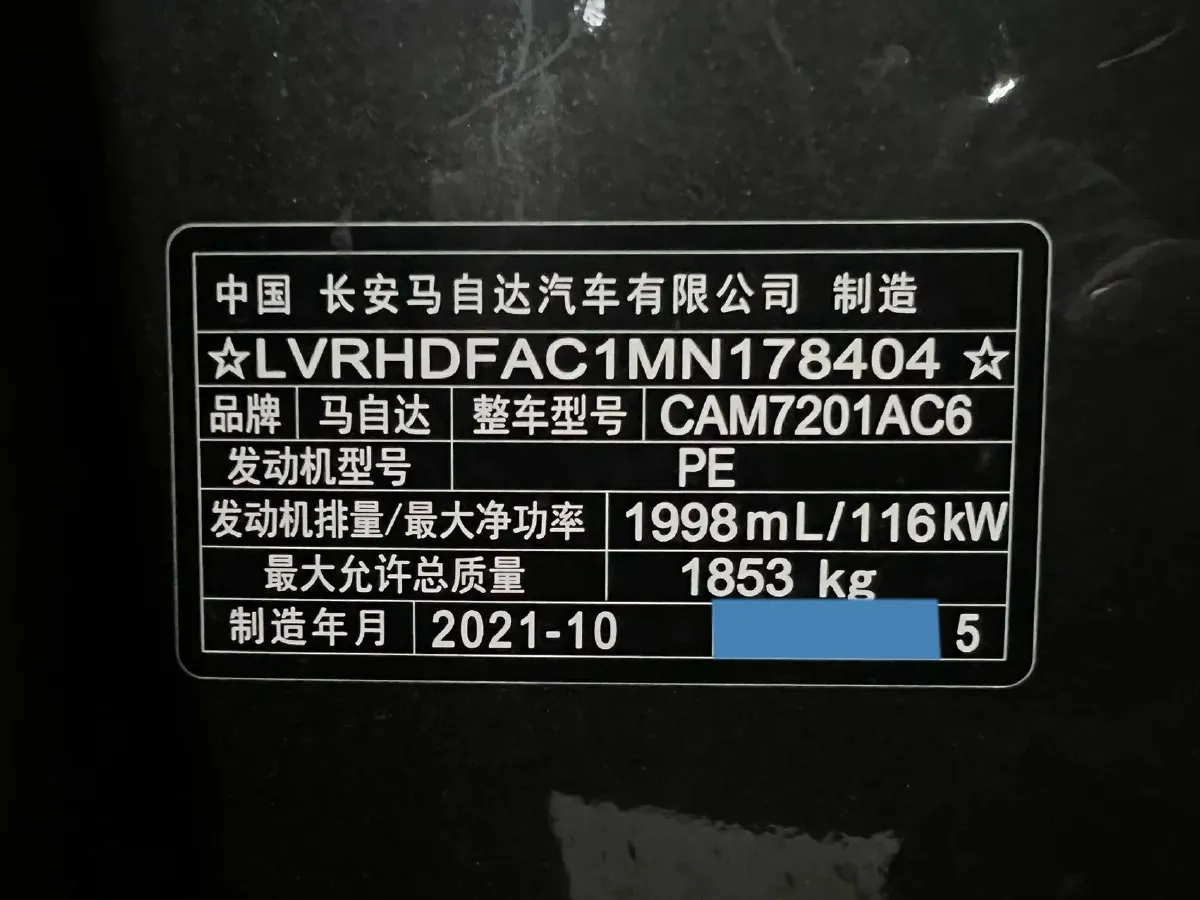 中国 长安马自达汽车有限公司 制造
☆LVRHDFAC1MN178404☆
品牌 马自达 整车型号 CAM7201AC6
发动机型号 PE
发动机排量/最大净功率 1998mL/116kW
最大允许总质量 1853 kg
制造年月 2021-10 5